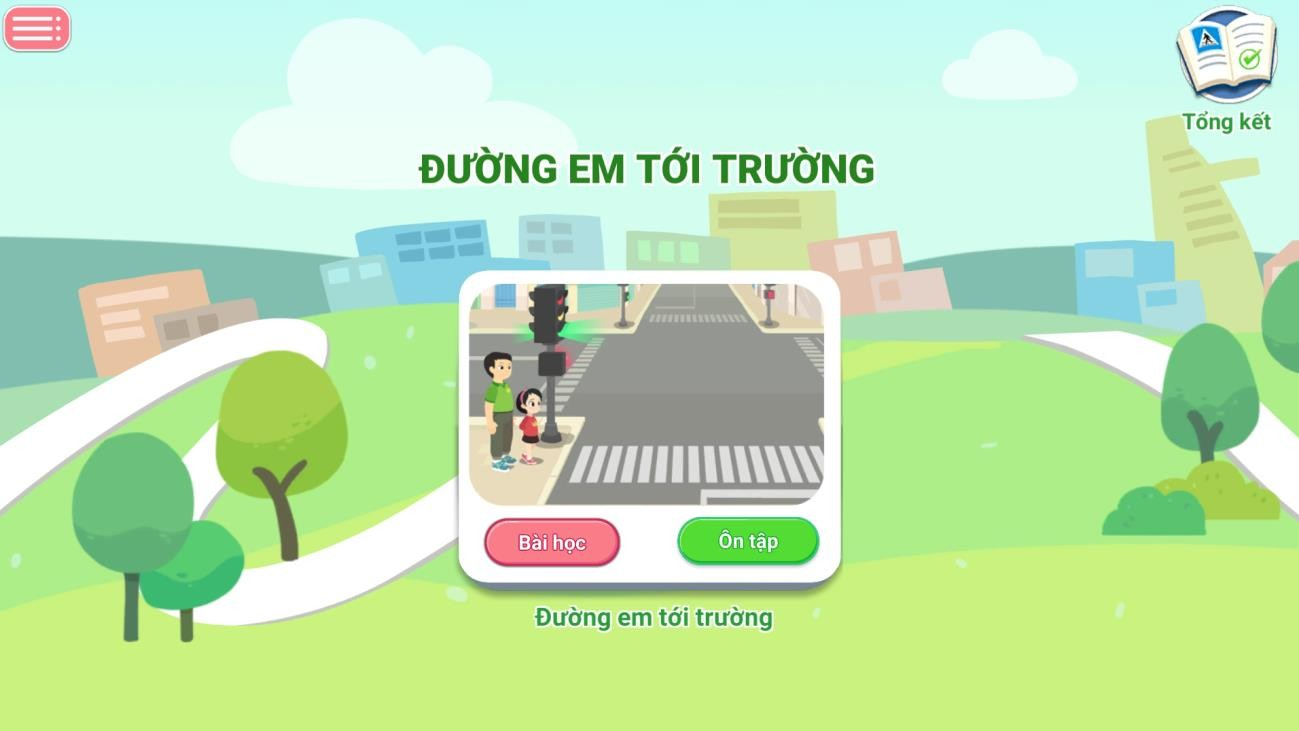 Tổng kết
ĐƯỜNG EM TỚI TRƯỜNG
Bài học
Ôn tập
Đường em tới trường